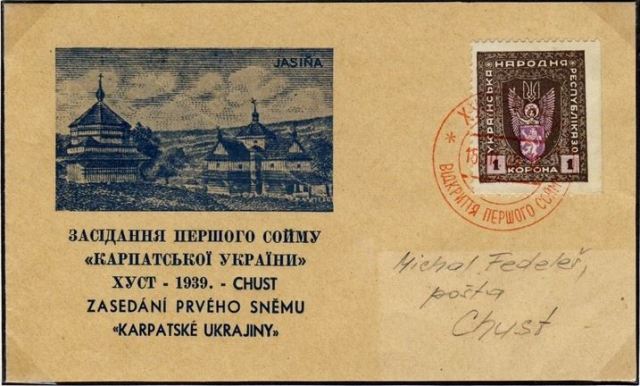 JASIŇA
ЗАСІДАННЯ ПЕРШОГО СОЙМУ
«КАРПАТСЬКОЇ УКРАЇНИ»
ХУСТ - 1939. - CHUST
ZASEDÁNÍ PRVÉHO SNĚMU
«KARPATSKÉ UKRAJINY»
УКРАЇНСЬКА
НАРОДНЯ
РЕСПУБЛІКА
1 КОРОНА 1
ВІДКРИТТЯ ПЕРШОГО
Michal Fedeleš,
pošta
Chust